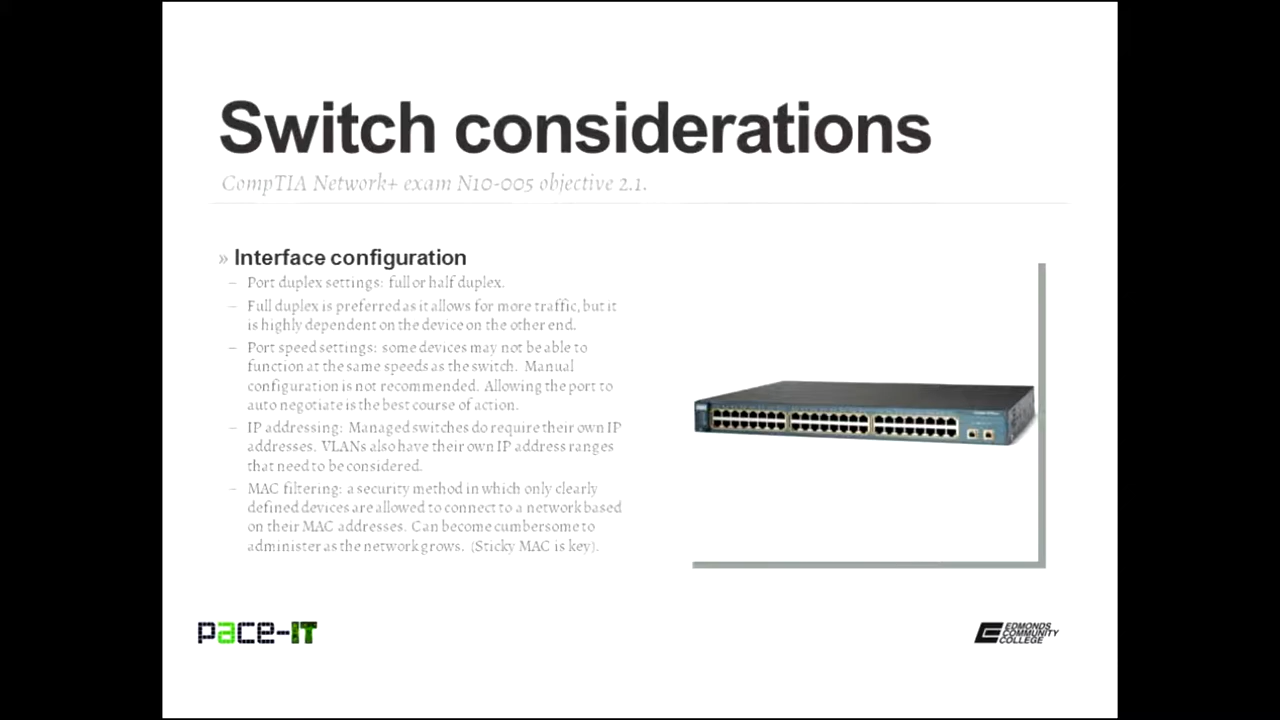 Switch considerations
CompTIA Network+ exam N10-005 objective 2.1.
» Interface configuration
– Port duplex settings: full or half duplex.
– Full duplex is preferred as it allows for more traffic, but it
is highly dependent on the device on the other end.
– Port speed settings: some devices may not be able to
function at the same speeds as the switch. Manual
configuration is not recommended. Allowing the port to
auto negotiate is the best course of action.
– IP addressing: Managed switches do require their own IP
addresses. VLANs also have their own IP address ranges
that need to be considered.
– MAC filtering: a security method in which only clearly
defined devices are allowed to connect to a network based
on their MAC addresses. Can become cumbersome to
administer as the network grows. (Sticky MAC is key).
pace-IT
EDMONDS
COMMUNITY
COLLEGE